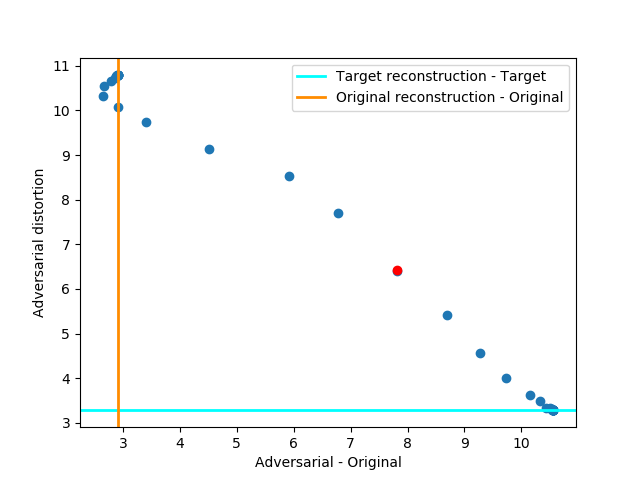 Target reconstruction - Target
Original reconstruction - Original
Adversarial distortion
11
10
9
8
7
6
5
4
3
3 4 5 6 7 8 9 10
Adversarial - Original